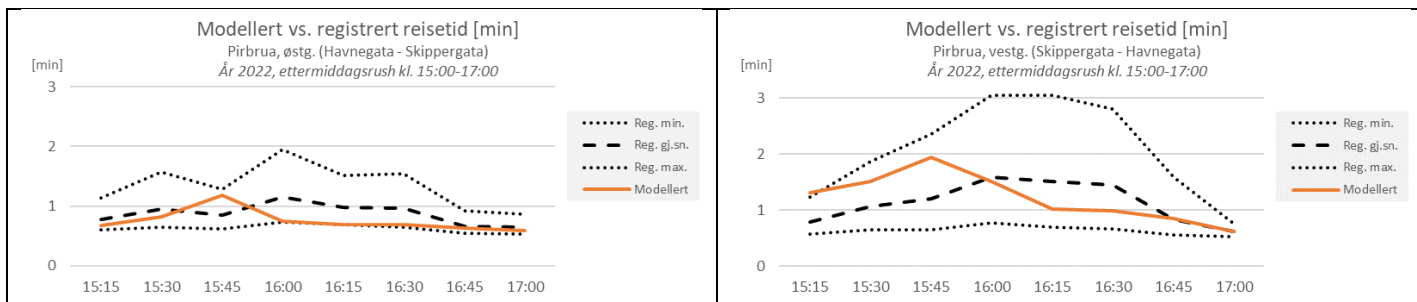 Modellert vs. registrert reisetid [min]
Pirbrua, østg. (Havnegata - Skippergata)
År 2022, ettermiddagsrush kl. 15:00-17:00
[min]
3
2
1
0
15:15 15:30 15:45 16:00 16:15 16:30 16:45 17:00
Reg. min.
Reg. gj.sn.
Reg. max.
Modellert
Modellert vs. registrert reisetid [min]
Pirbrua, vestg. (Skippergata - Havnegata)
År 2022, ettermiddagsrush kl. 15:00-17:00
[min]
3
2
1
0
15:15 15:30 15:45 16:00 16:15 16:30 16:45 17:00
Reg. min.
Reg. gj.sn.
Reg. max.
Modellert